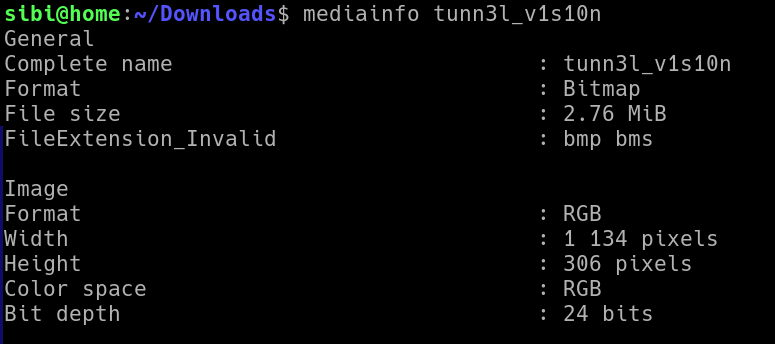 sibi@home:~/Downloads$ mediainfo tunn3l_v1s10n
General
Complete name : tunn3l_v1s10n
Format : Bitmap
File size : 2.76 MiB
FileExtension_Invalid : bmp bms
Image
Format : RGB
Width : 1 134 pixels
Height : 306 pixels
Color space : RGB
Bit depth : 24 bits